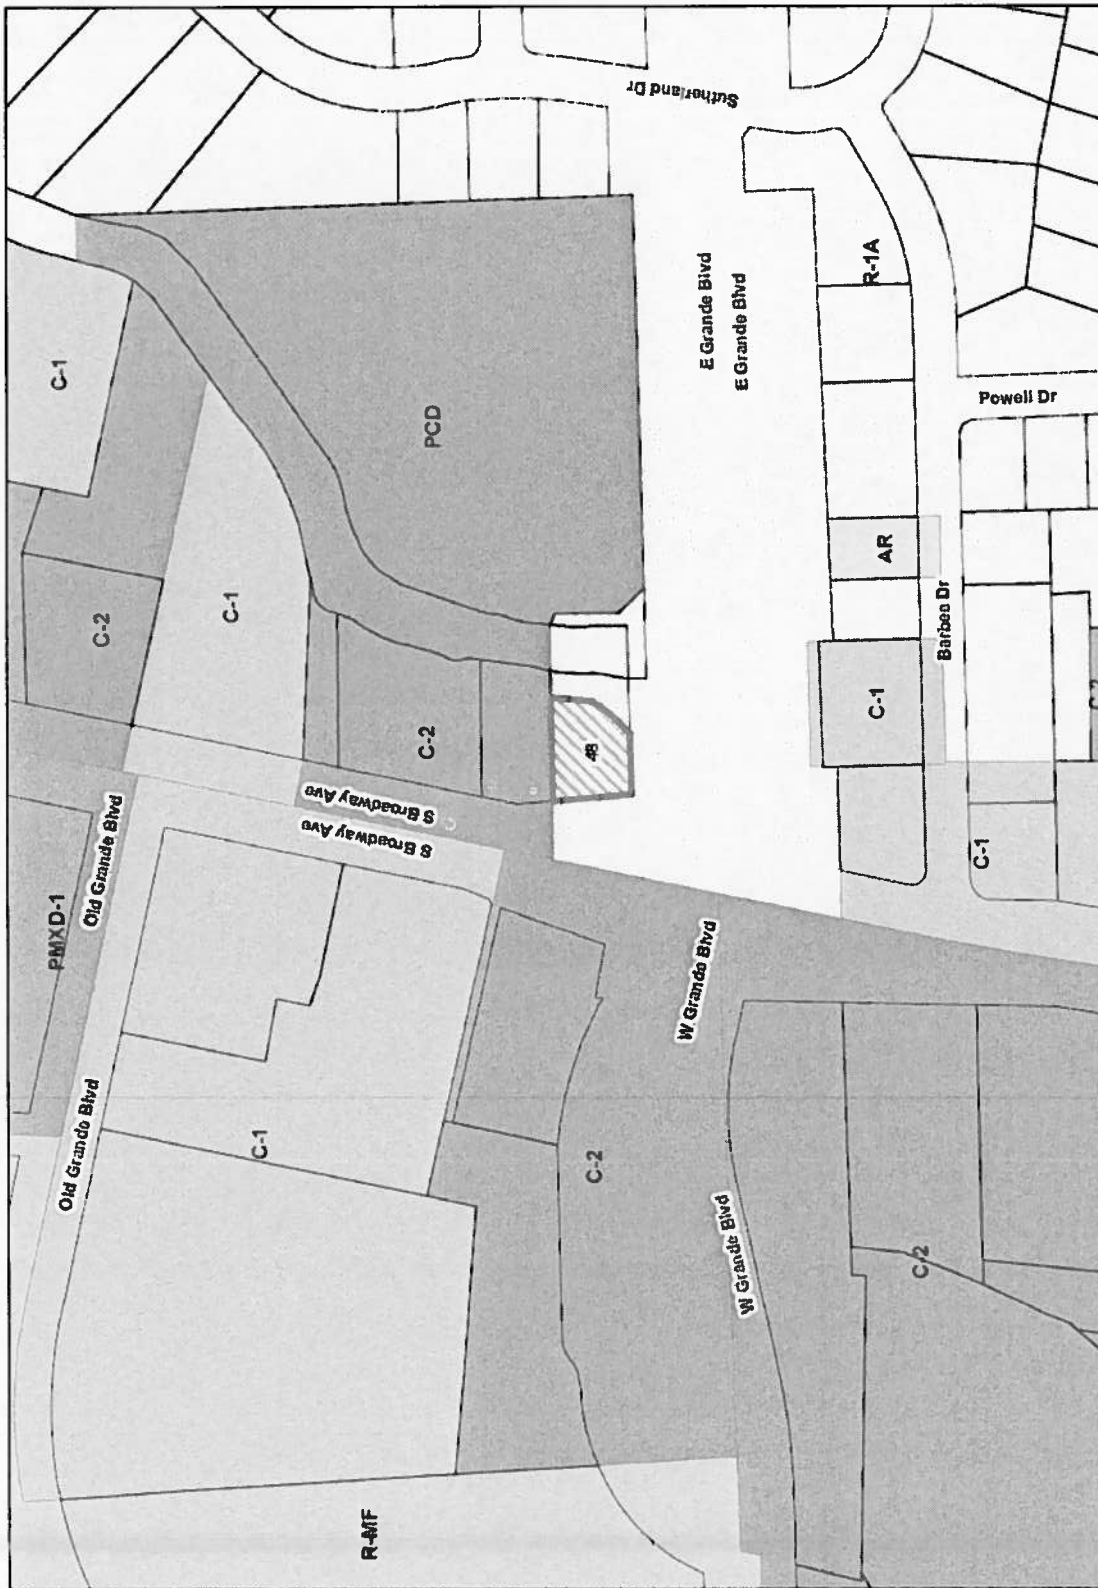 Sutherland Dr
E Grande Blvd
E Grande Blvd
R-1A
C-1
PCD
Powell Dr
AR
C-2
C-1
Barbee Dr
C-1
C-2
48
S Broadway Ave
S Broadway Ave
Old Grande Blvd
PMXD-1
C-1
W Grande Blvd
Old Grande Blvd
C-1
C-2
W Grande Blvd
C-2
R-MF